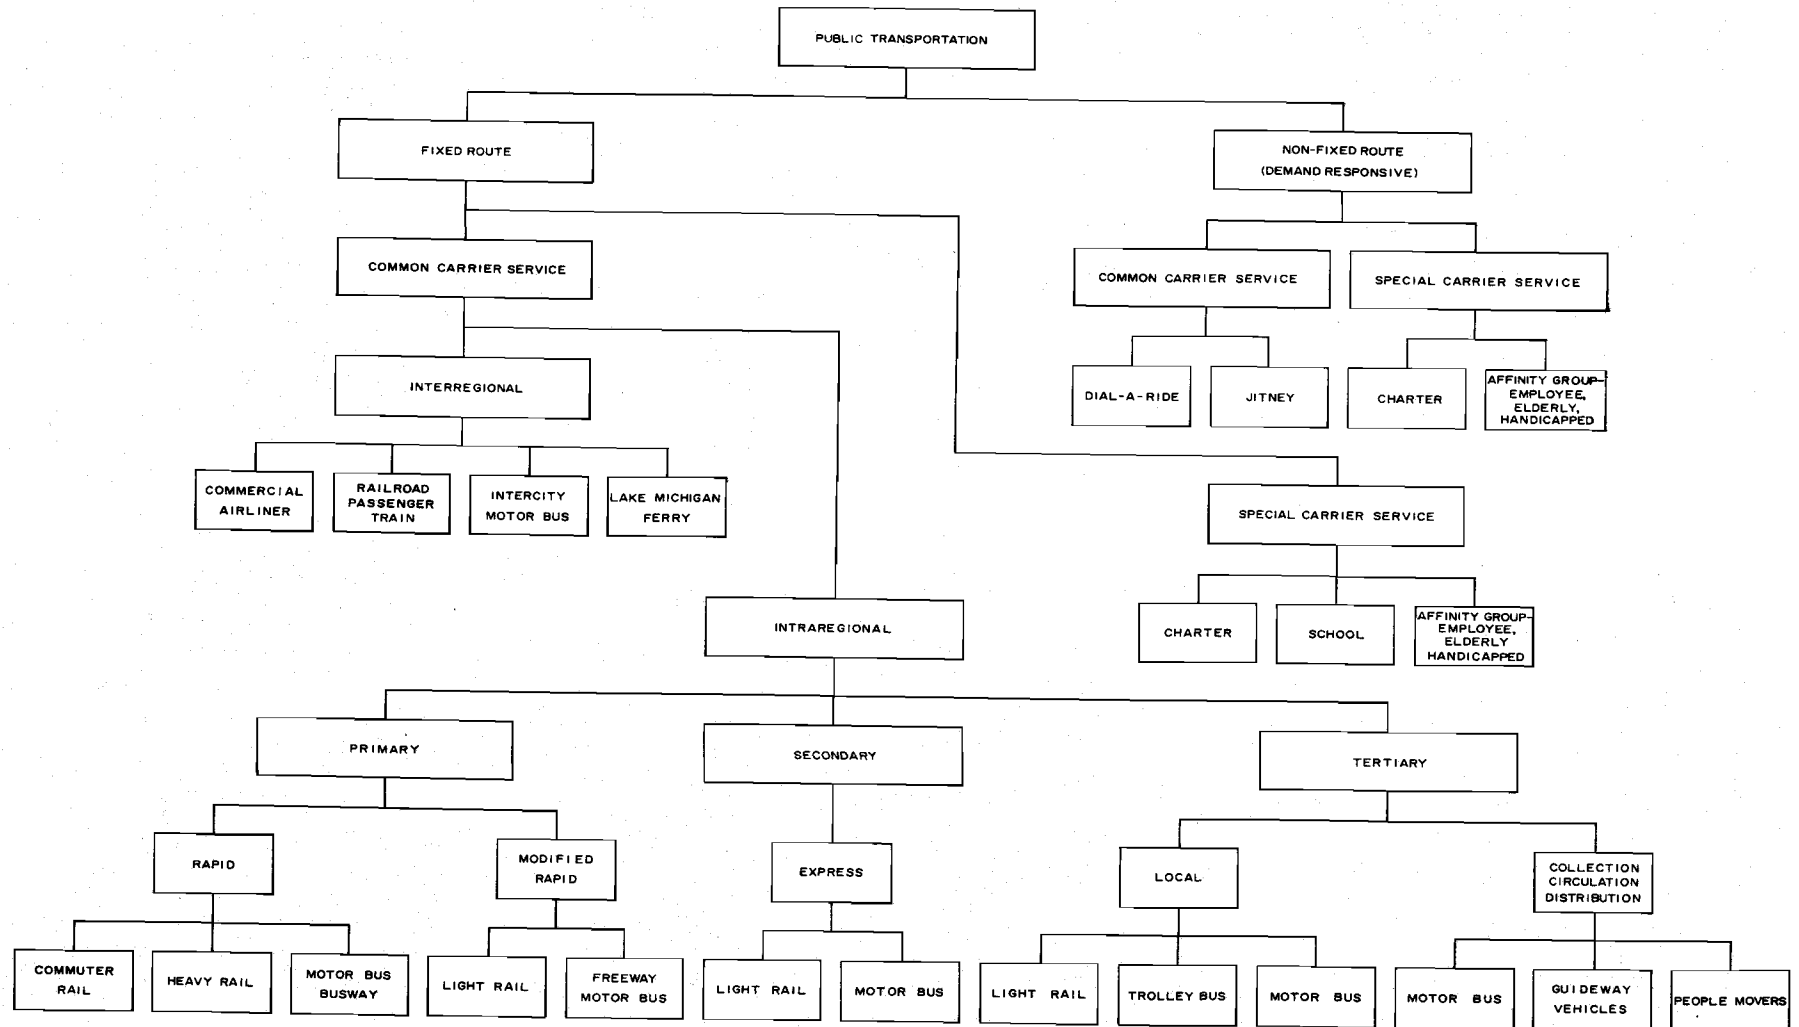 PUBLIC TRANSPORTATION
FIXED ROUTE
NON-FIXED ROUTE
(DEMAND RESPONSIVE)
COMMON CARRIER SERVICE
COMMON CARRIER SERVICE
SPECIAL CARRIER SERVICE
INTERREGIONAL
DIAL-A-RIDE
JITNEY
CHARTER
AFFINITY GROUP-
EMPLOYEE,
ELDERLY,
HANDICAPPED
COMMERCIAL
AIRLINER
RAILROAD
PASSENGER
TRAIN
INTERCITY
MOTOR BUS
LAKE MICHIGAN
FERRY
SPECIAL CARRIER SERVICE
INTRAREGIONAL
CHARTER
SCHOOL
AFFINITY GROUP-
EMPLOYEE,
ELDERLY
HANDICAPPED
PRIMARY
SECONDARY
TERTIARY
RAPID
MODIFIED
RAPID
EXPRESS
LOCAL
COLLECTION
CIRCULATION
DISTRIBUTION
COMMUTER
RAIL
HEAVY RAIL
MOTOR BUS
BUSWAY
LIGHT RAIL
FREEWAY
MOTOR BUS
LIGHT RAIL
MOTOR BUS
LIGHT RAIL
TROLLEY BUS
MOTOR BUS
MOTOR BUS
GUIDEWAY
VEHICLES
PEOPLE MOVERS